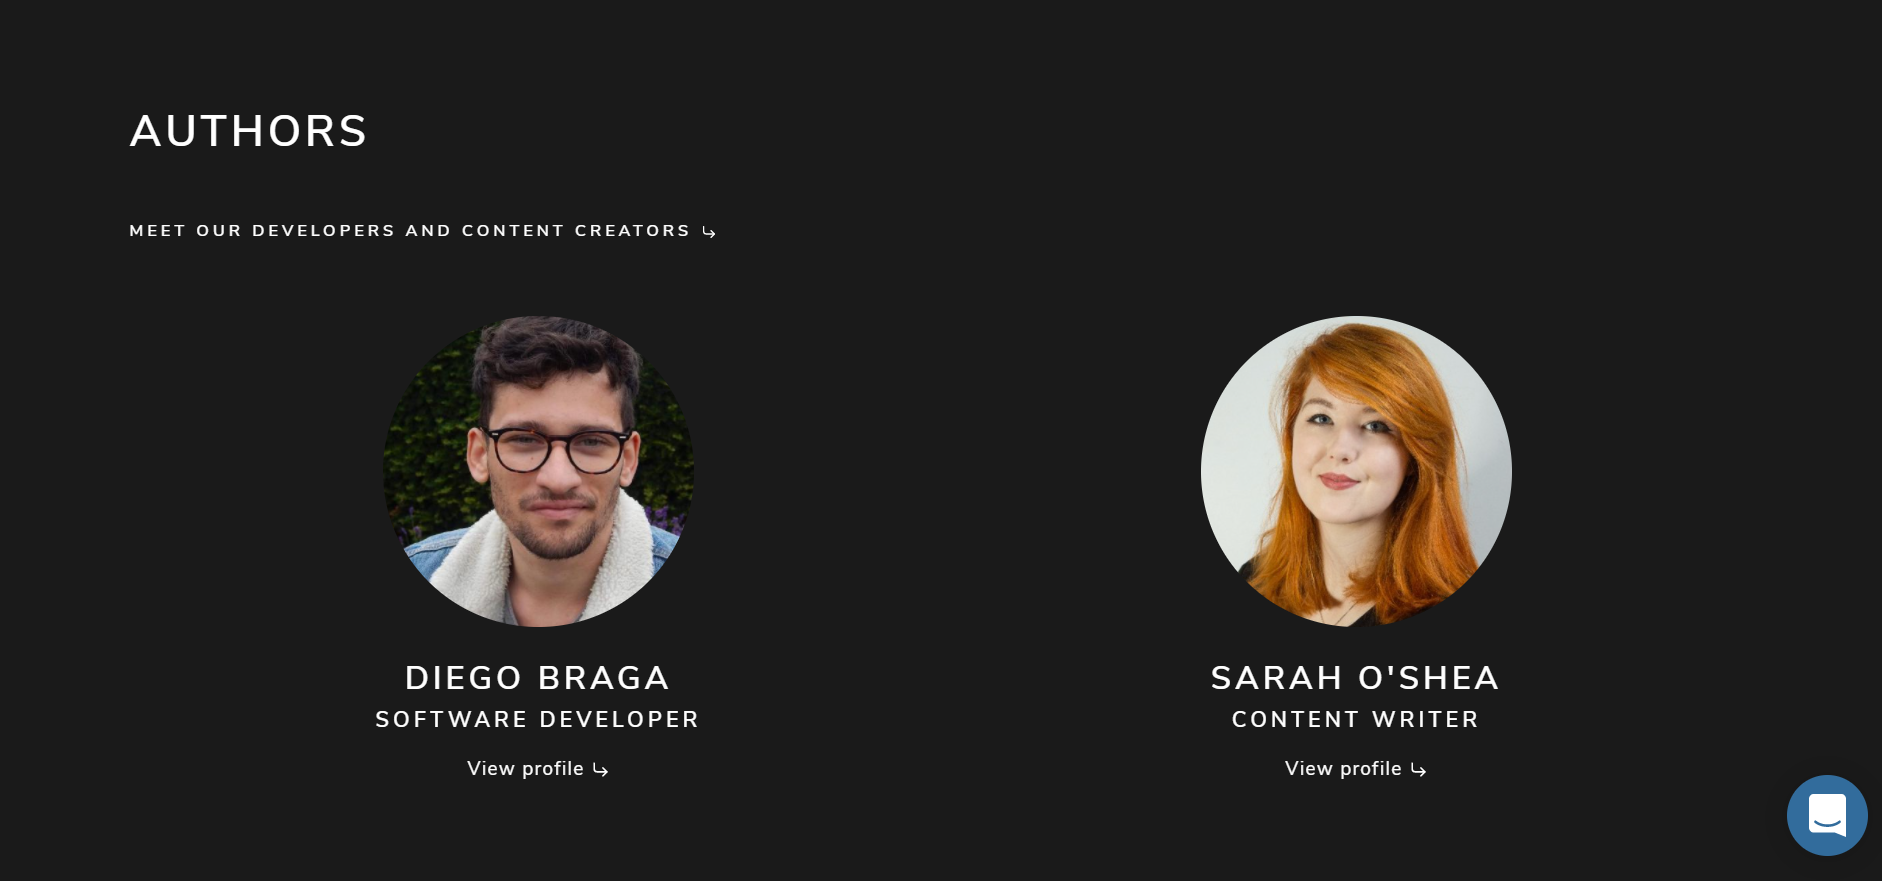 AUTHORS
MEET OUR DEVELOPERS AND CONTENT CREATORS
DIEGO BRAGA
SOFTWARE DEVELOPER
View profile
SARAH O'SHEA
CONTENT WRITER
View profile